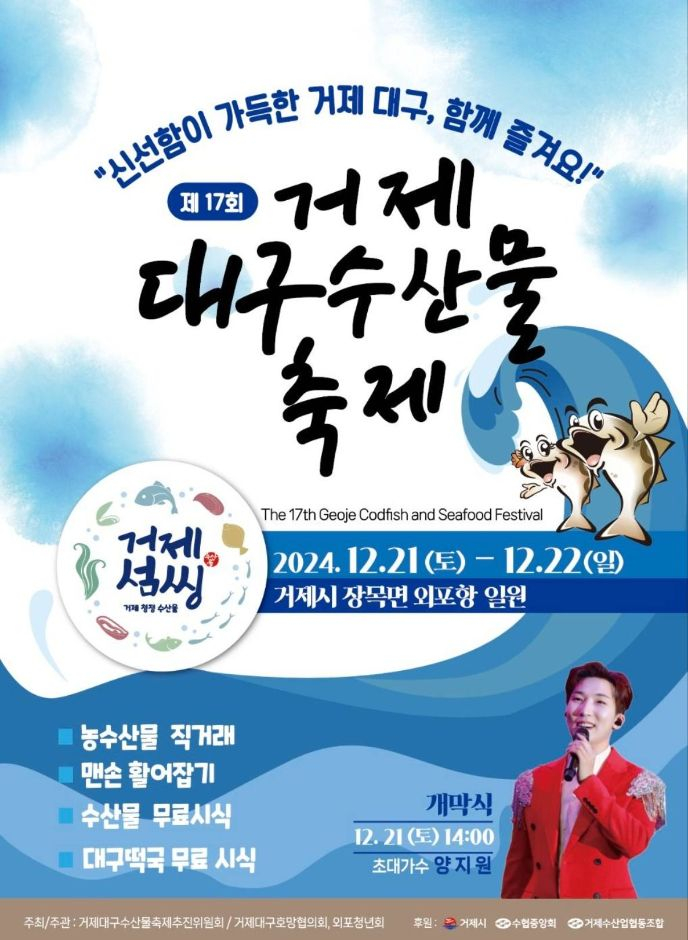 "신선함이 가득한 거제 대구, 함께 즐겨요!"
제 17회
거제
대구수산물
축제
The 17th Geoje Codfish and Seafood Festival
거제
섬씽
거제 청정 수산물
2024. 12.21 (토) – 12.22 (일)
거제시 장목면 외포항 일원
농수산물 직거래
맨손 활어잡기
수산물 무료시식
대구떡국 무료 시식
개막식
12. 21 (토) 14:00
초대가수 양지원
주최/주관 : 거제대구수산물축제추진위원회 / 거제대구호망협의회, 외포청년회
후원 : 거제시 수협중앙회 거제수산업협동조합